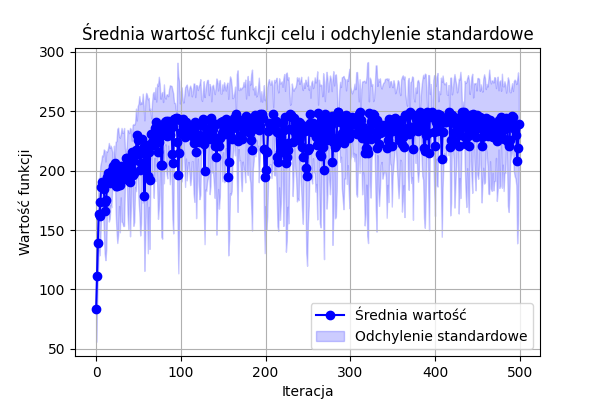 Średnia wartość funkcji celu i odchylenie standardowe
300
250
200
150
100
50
Wartość funkcji
0 100 200 300 400 500
Iteracja
Średnia wartość
Odchylenie standardowe